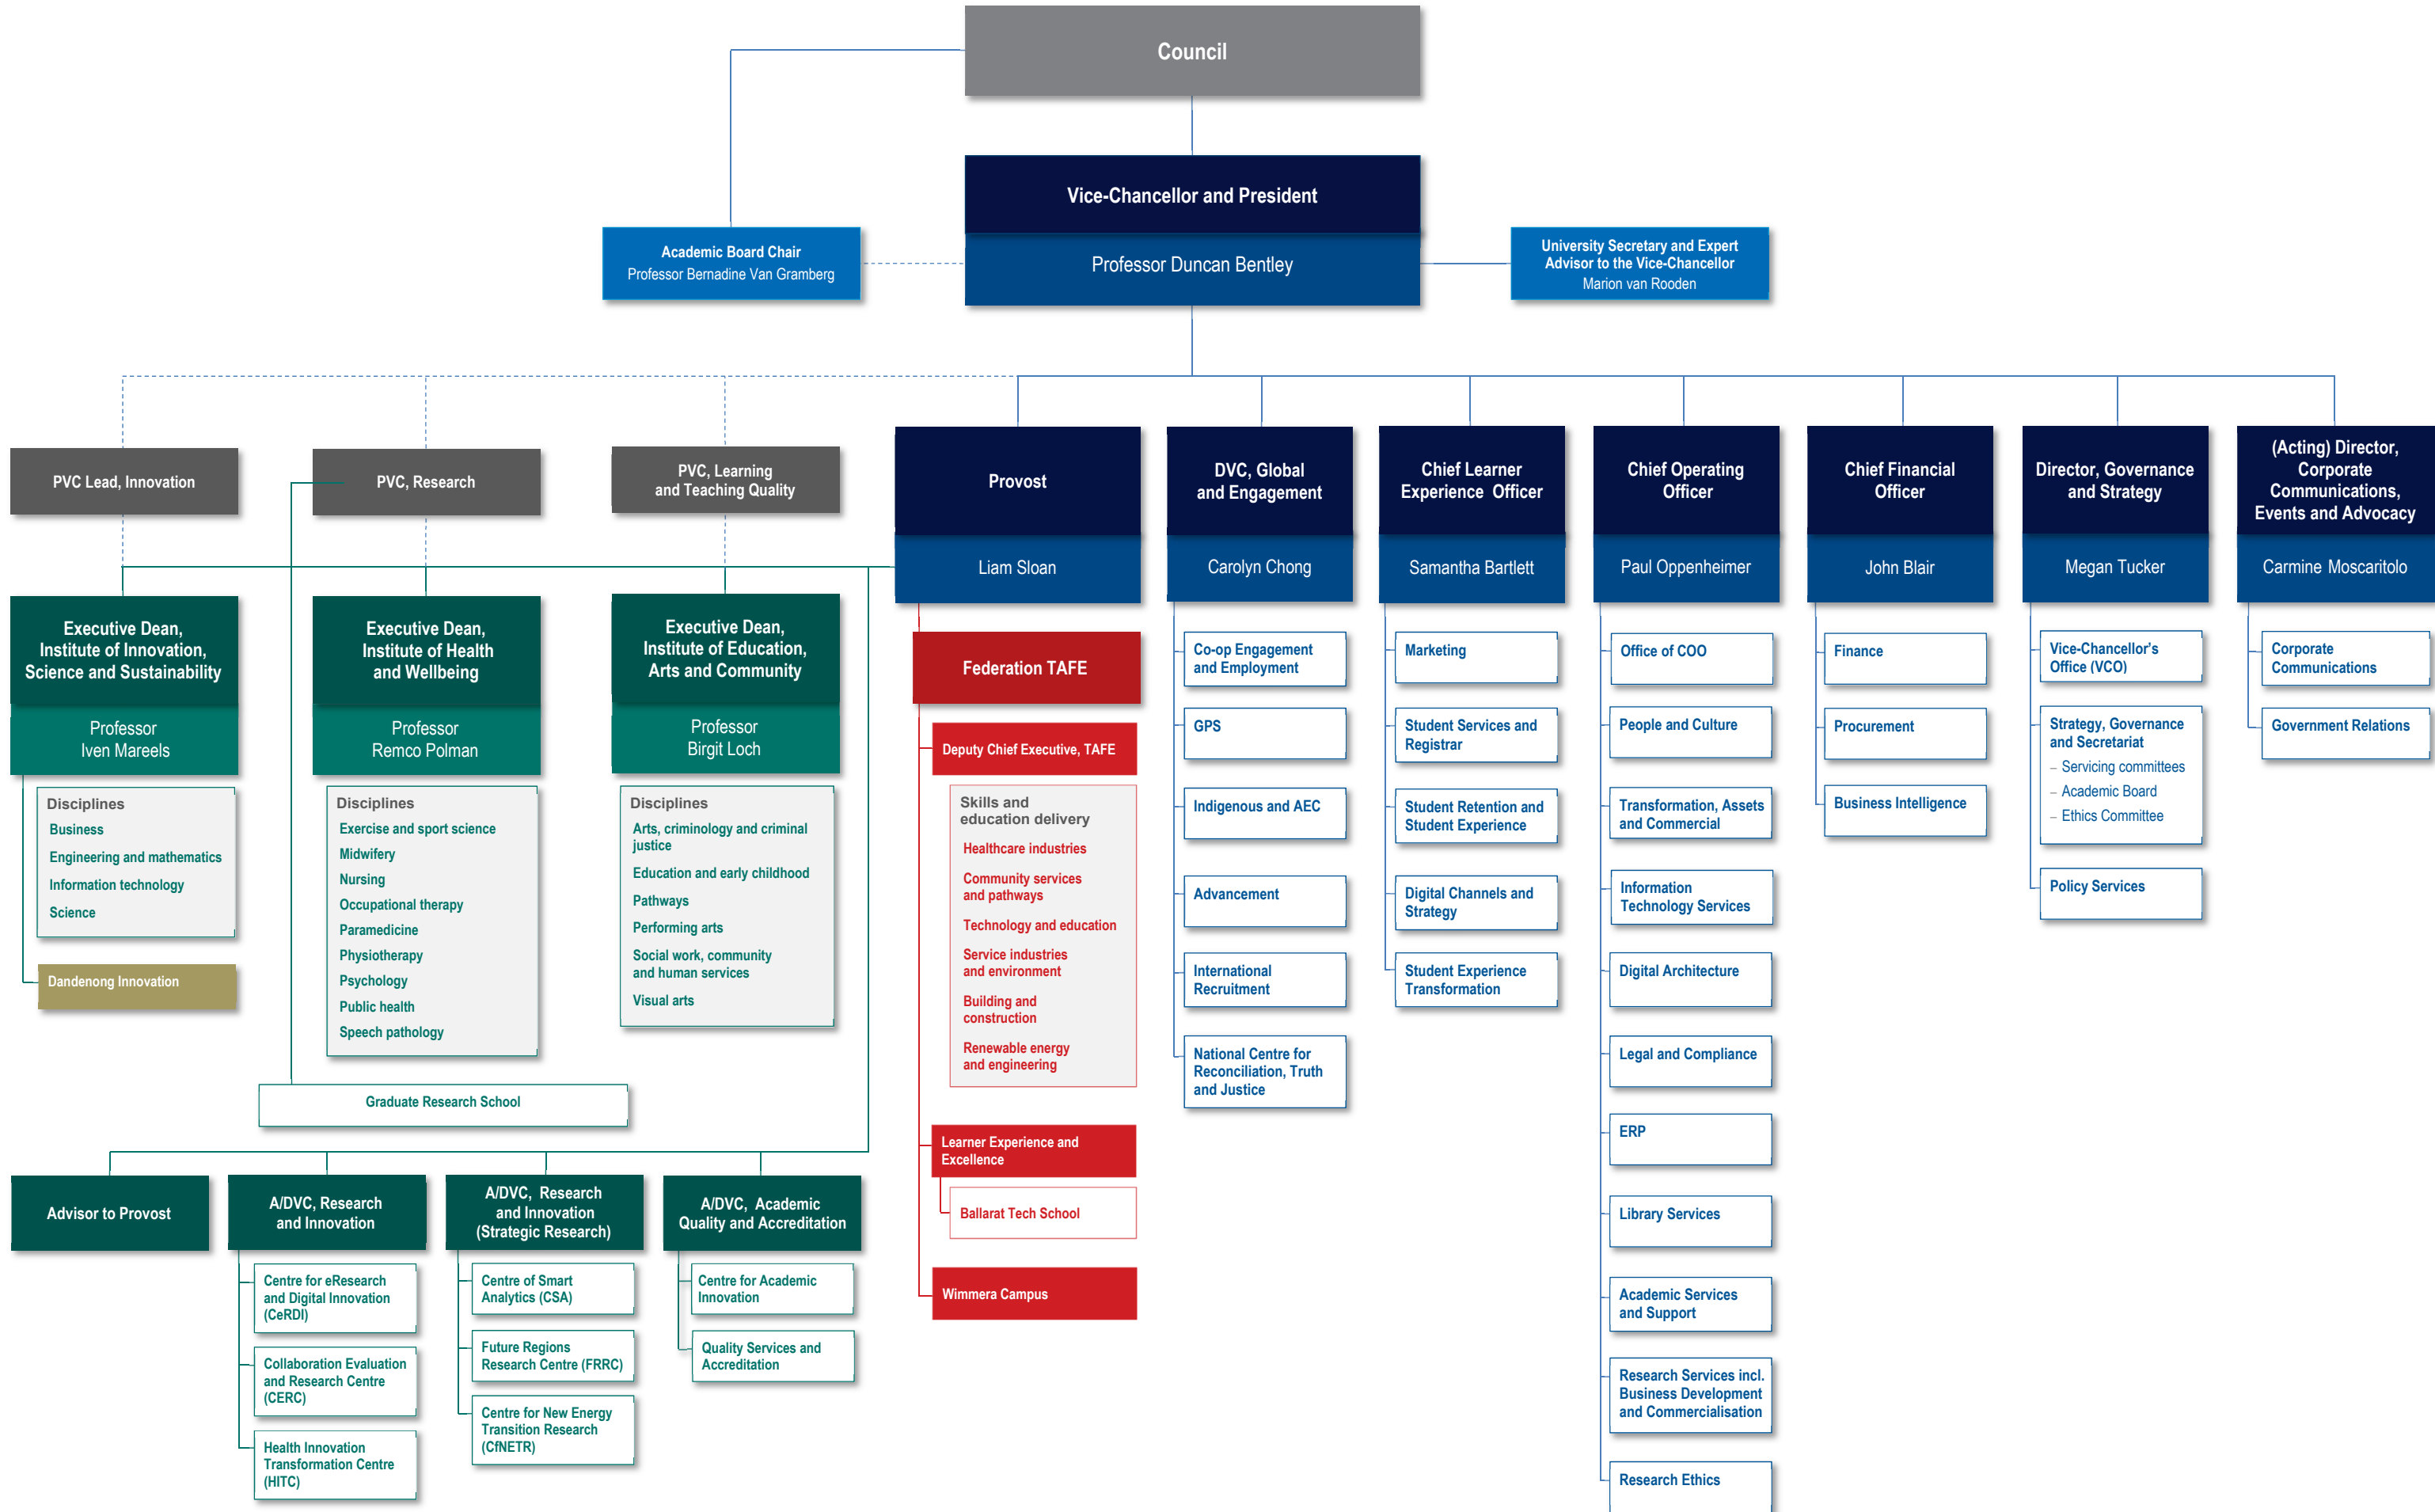 Council
Vice-Chancellor and President
Professor Duncan Bentley
Academic Board Chair
Professor Bernadine Van Gramberg
University Secretary and Expert
Advisor to the Vice-Chancellor
Marion van Rooden
PVC Lead, Innovation
PVC, Research
PVC, Learning
and Teaching Quality
Executive Dean,
Institute of Innovation,
Science and Sustainability
Professor
Iven Mareels
Disciplines
Business
Engineering and mathematics
Information technology
Science
Dandenong Innovation
Executive Dean,
Institute of Health
and Wellbeing
Professor
Remco Polman
Disciplines
Exercise and sport science
Midwifery
Nursing
Occupational therapy
Paramedicine
Physiotherapy
Psychology
Public health
Speech pathology
Executive Dean,
Institute of Education,
Arts and Community
Professor
Birgit Loch
Disciplines
Arts, criminology and criminal
justice
Education and early childhood
Pathways
Performing arts
Social work, community
and human services
Visual arts
Graduate Research School
Advisor to Provost
A/DVC, Research
and Innovation
Centre for eResearch
and Digital Innovation
(CeRDI)
Collaboration Evaluation
and Research Centre
(CERC)
Health Innovation
Transformation Centre
(HITC)
A/DVC, Research
and Innovation
(Strategic Research)
Centre of Smart
Analytics (CSA)
Future Regions
Research Centre (FRRC)
Centre for New Energy
Transition Research
(CfNETR)
A/DVC, Academic
Quality and Accreditation
Centre for Academic
Innovation
Quality Services and
Accreditation
Provost
Liam Sloan
Federation TAFE
Deputy Chief Executive, TAFE
Skills and
education delivery
Healthcare industries
Community services
and pathways
Technology and education
Service industries
and environment
Building and
construction
Renewable energy
and engineering
Learner Experience and
Excellence
Ballarat Tech School
Wimmera Campus
DVC, Global
and Engagement
Carolyn Chong
Co-op Engagement
and Employment
GPS
Indigenous and AEC
Advancement
International
Recruitment
National Centre for
Reconciliation, Truth
and Justice
Chief Learner
Experience Officer
Samantha Bartlett
Marketing
Student Services and
Registrar
Student Retention and
Student Experience
Digital Channels and
Strategy
Student Experience
Transformation
Chief Operating
Officer
Paul Oppenheimer
Office of COO
People and Culture
Transformation, Assets
and Commercial
Information
Technology Services
Digital Architecture
Legal and Compliance
ERP
Library Services
Academic Services
and Support
Research Services incl.
Business Development
and Commercialisation
Research Ethics
Chief Financial
Officer
John Blair
Finance
Procurement
Business Intelligence
Director, Governance
and Strategy
Megan Tucker
Vice-Chancellor's
Office (VCO)
Strategy, Governance
and Secretariat
– Servicing committees
– Academic Board
– Ethics Committee
Policy Services
(Acting) Director,
Corporate
Communications,
Events and Advocacy
Carmine Moscaritolo
Corporate
Communications
Government Relations